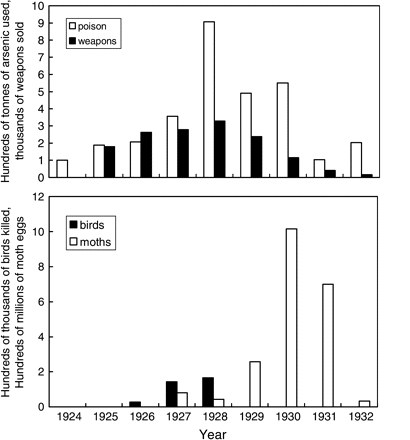 Hundreds of tonnes of arsenic used,
thousands of weapons sold
10
9
8
7
6
5
4
3
2
1
0
poison
weapons
Hundreds of thousands of birds killed,
Hundreds of millions of moth eggs
12
10
8
6
4
2
0
birds
moths
1924 1925 1926 1927 1928 1929 1930 1931 1932
Year